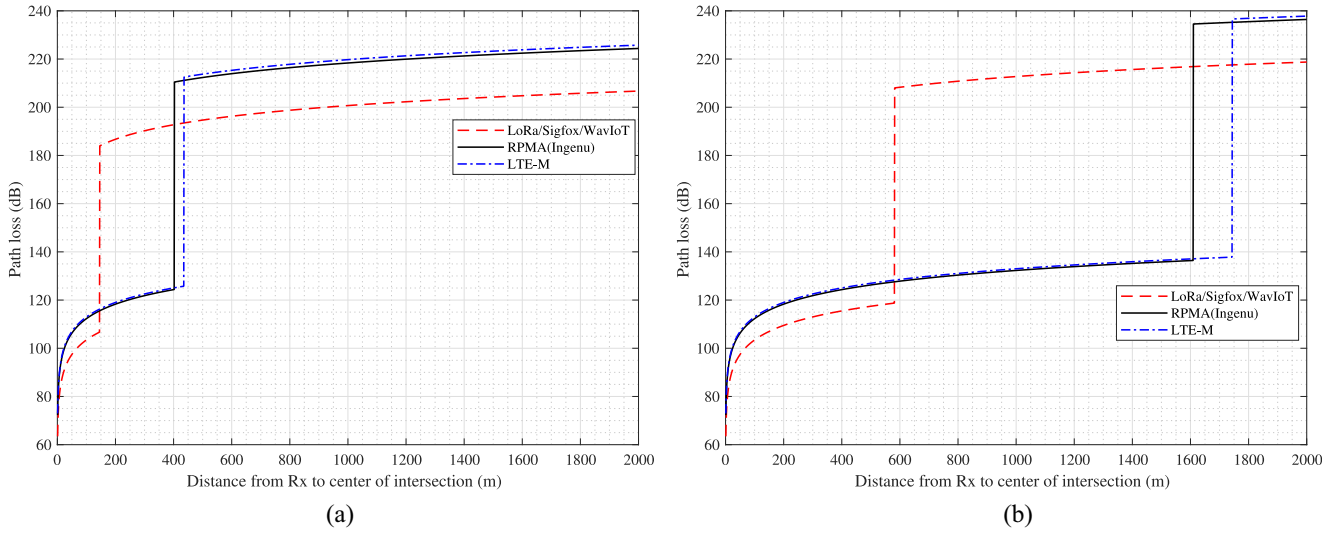 240
220
200
180
160
140
120
100
80
60
Path loss (dB)
LoRa/Sigfox/WavIoT
RPMA(Ingenu)
LTE-M
0 200 400 600 800 1000 1200 1400 1600 1800 2000
Distance from Rx to center of intersection (m)
(a)
240
220
200
180
160
140
120
100
80
60
Path loss (dB)
LoRa/Sigfox/WavIoT
RPMA(Ingenu)
LTE-M
0 200 400 600 800 1000 1200 1400 1600 1800 2000
Distance from Rx to center of intersection (m)
(b)